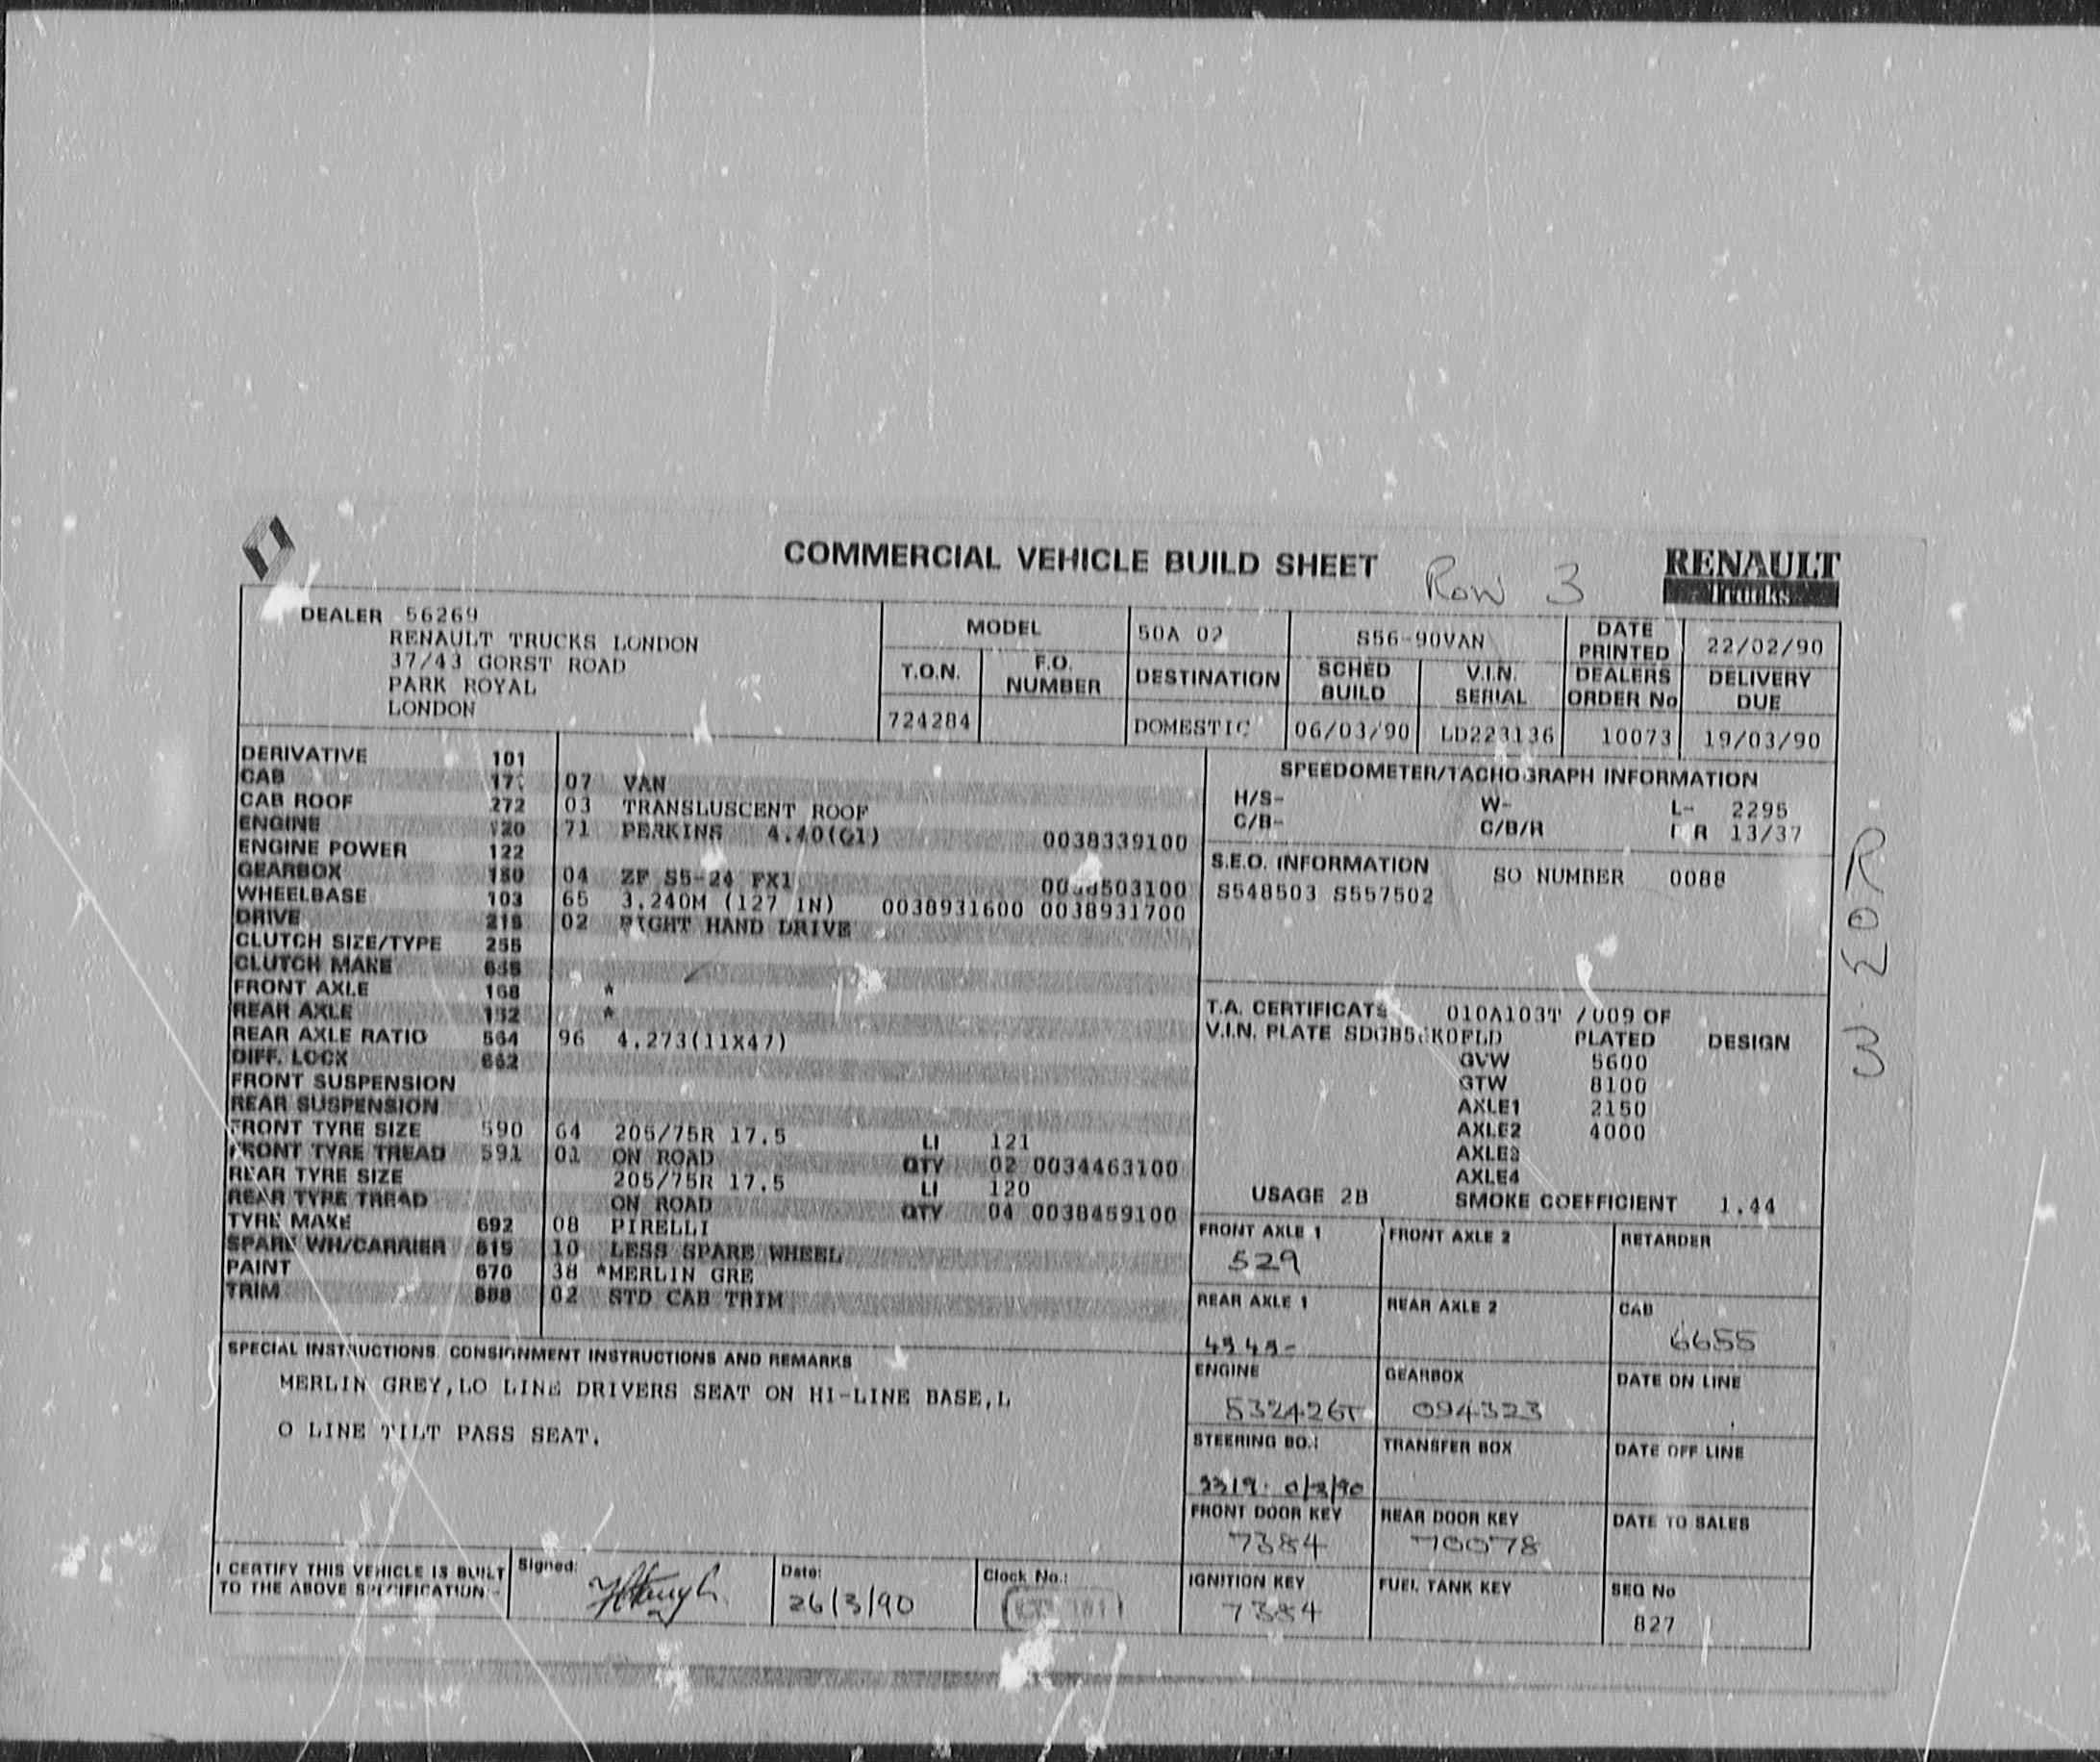 COMMERCIAL VEHICLE BUILD SHEET
Row 3
RENAULT
Trucks
DEALER 56269
RENAULT TRUCKS LONDON
37/43 GORST ROAD
PARK ROYAL
LONDON
MODEL 50A 02 S56-90VAN DATE PRINTED 22/02/90
T.O.N. F.O. NUMBER DESTINATION SCHED BUILD V.I.N. SERIAL DEALERS ORDER No DELIVERY DUE
724284 DOMESTIC 06/03/90 LD223136 10073 19/03/90
DERIVATIVE 101
CAB 07 VAN
CAB ROOF 272 03 TRANSLUSCENT ROOF
ENGINE 120 71 PERKINS 4.40(G1) 0038339100
ENGINE POWER 122
GEARBOX 180 04 ZF S5-24 FX1
WHEELBASE 103 65 3.240M (127 IN) 0038931600 0038931700
DRIVE 218 02 RIGHT HAND DRIVE
CLUTCH SIZE/TYPE 255
CLUTCH MAKE
FRONT AXLE 168 *
REAR AXLE 192 *
REAR AXLE RATIO 564 96 4.273(11X47)
DIFF. LOCK 662
FRONT SUSPENSION
REAR SUSPENSION
FRONT TYRE SIZE 590 64 205/75R 17.5 LI 121
FRONT TYRE TREAD 591 01 ON ROAD QTY 02 0034463100
REAR TYRE SIZE 205/75R 17.5 LI 120
REAR TYRE TREAD ON ROAD QTY 04 0038459100
TYRE MAKE 692 08 PIRELLI
SPARE WH/CARRIER 615 10 LESS SPARE WHEEL
PAINT 670 38 *MERLIN GRE
TRIM 888 02 STD CAB TRIM
SPEEDOMETER/TACHOGRAPH INFORMATION
H/S- W- L- 2295
C/B- C/B/R R 13/37
S.E.O. INFORMATION SO NUMBER 0088
S548503 S557502
T.A. CERTIFICATE 010A103T /009 OF
V.I.N. PLATE PLATED DESIGN
GVW 5600
GTW 8100
AXLE1 2150
AXLE2 4000
AXLE3
AXLE4
USAGE 2B SMOKE COEFFICIENT 1.44
FRONT AXLE 1 FRONT AXLE 2 RETARDER
529
REAR AXLE 1 REAR AXLE 2 CAB
6655
ENGINE GEARBOX DATE ON LINE
532426T 094323
STEERING BOX TRANSFER BOX DATE OFF LINE
FRONT DOOR KEY REAR DOOR KEY DATE TO SALES
7384 70078
IGNITION KEY FUEL TANK KEY SEQ No
7384 827
SPECIAL INSTRUCTIONS CONSIGNMENT INSTRUCTIONS AND REMARKS
MERLIN GREY,LO LINE DRIVERS SEAT ON HI-LINE BASE,L
O LINE TILT PASS SEAT.
I CERTIFY THIS VEHICLE IS BUILT
TO THE ABOVE SPECIFICATION -
Signed: Date: 26/3/90 Clock No.:
ROW 3